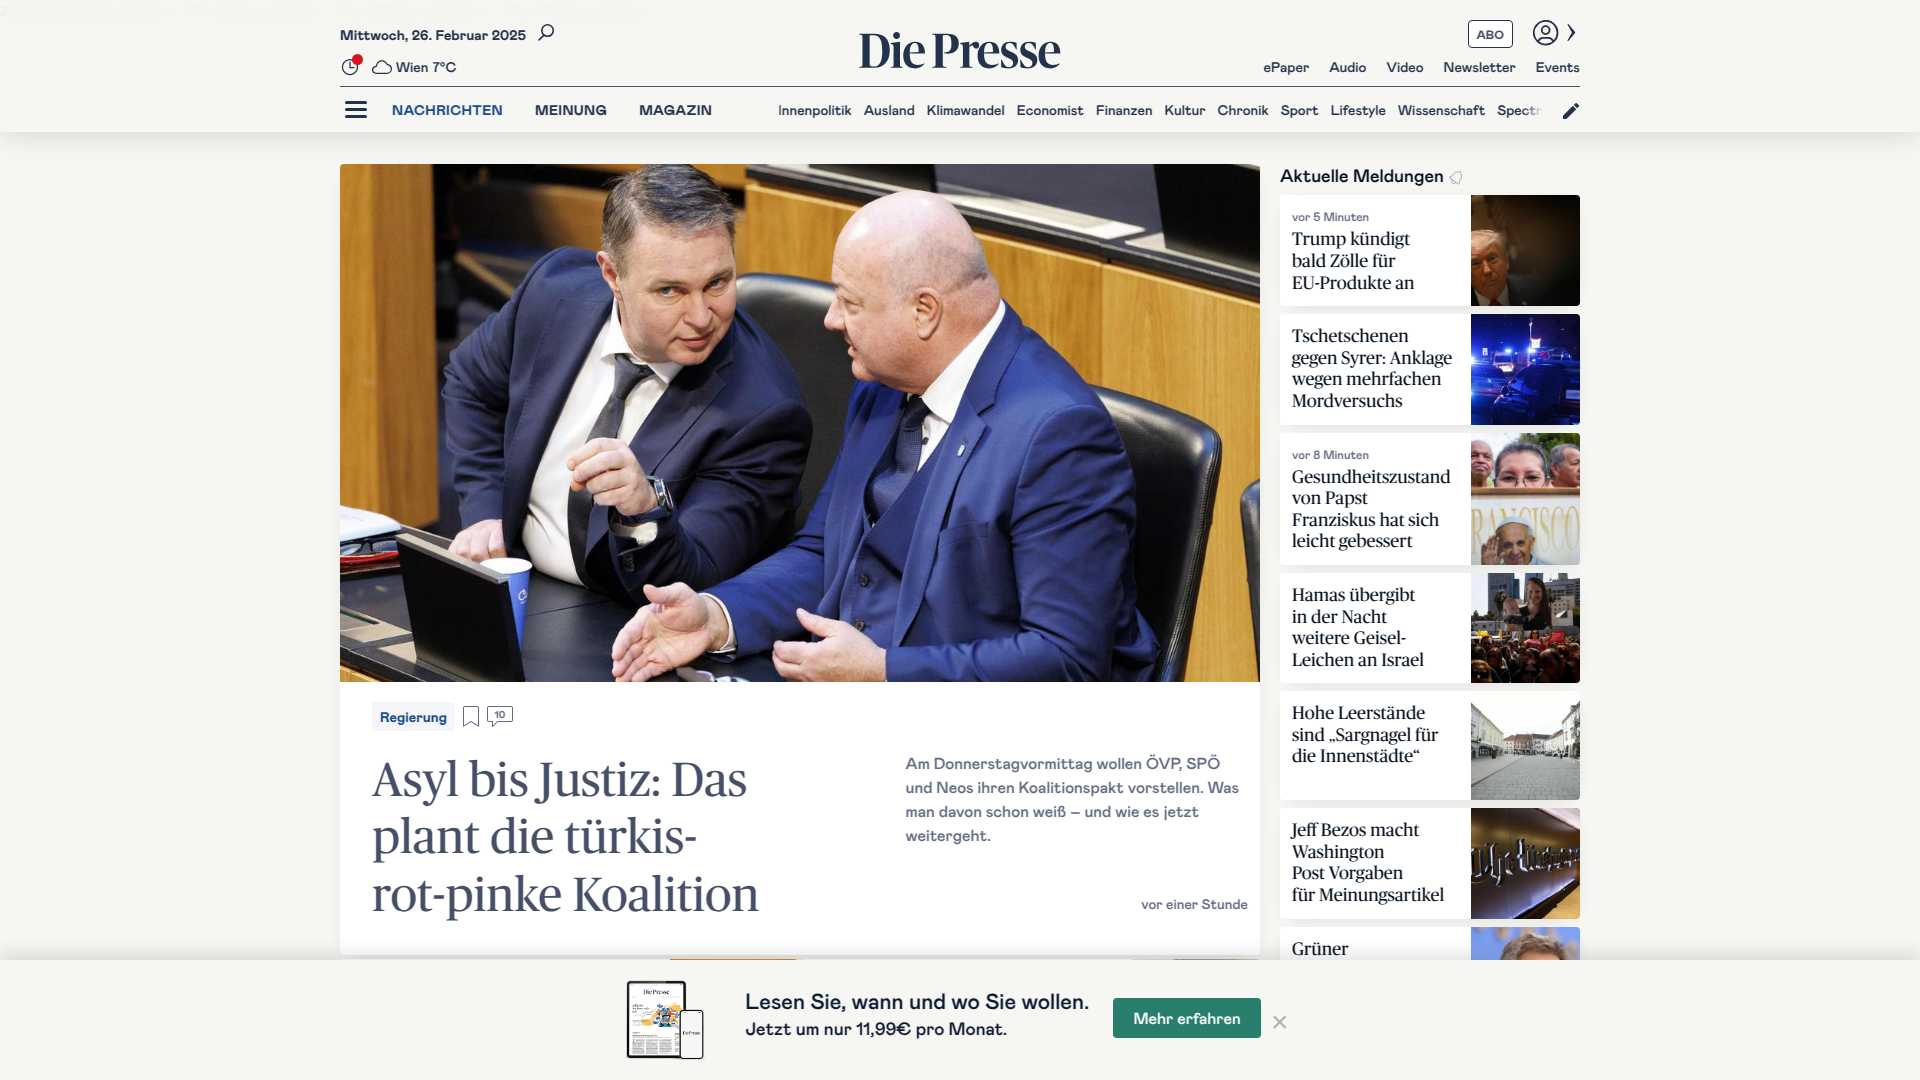 Mittwoch, 26. Februar 2025
Die Presse
ABO
Wien 7°C
ePaper Audio Video Newsletter Events
NACHRICHTEN MEINUNG MAGAZIN
Innenpolitik Ausland Klimawandel Economist Finanzen Kultur Chronik Sport Lifestyle Wissenschaft
Regierung
10
Asyl bis Justiz: Das
plant die türkis-
rot-pinke Koalition
Am Donnerstagvormittag wollen ÖVP, SPÖ
und Neos ihren Koalitionspakt vorstellen. Was
man davon schon weiß – und wie es jetzt
weitergeht.
vor einer Stunde
Aktuelle Meldungen
vor 5 Minuten
Trump kündigt
bald Zölle für
EU-Produkte an
Tschetschenen
gegen Syrer: Anklage
wegen mehrfachen
Mordversuchs
vor 8 Minuten
Gesundheitszustand
von Papst
Franziskus hat sich
leicht gebessert
Hamas übergibt
in der Nacht
weitere Geisel-
Leichen an Israel
Hohe Leerstände
sind „Sargnagel für
die Innenstädte“
Jeff Bezos macht
Washington
Post Vorgaben
für Meinungsartikel
Grüner
Die Presse
Die Presse
Lesen Sie, wann und wo Sie wollen.
Jetzt um nur 11,99€ pro Monat.
Mehr erfahren